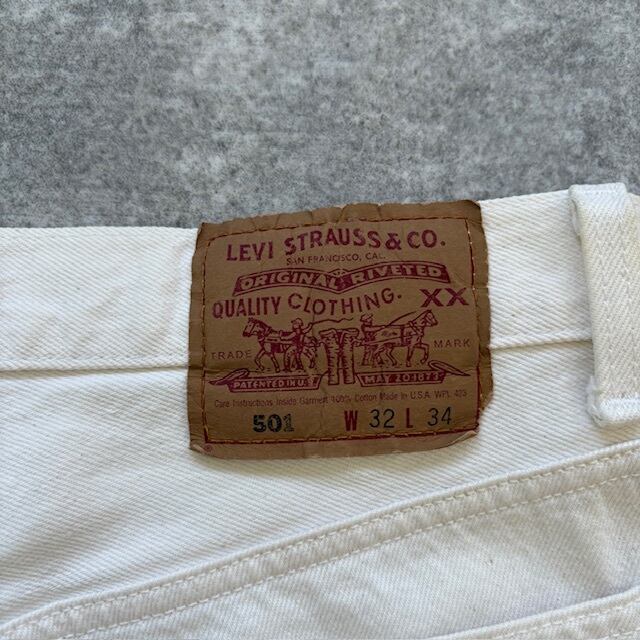 LEVI STRAUSS & CO.
SAN FRANCISCO, CAL.
ORIGINAL RIVETED
QUALITY CLOTHING. XX
TRADE MARK
PATENTED IN U.S. MAY 20 1873
Care Instructions Inside Garment 100% Cotton Made in U.S.A. WPL 423
501 W 32 L 34
®